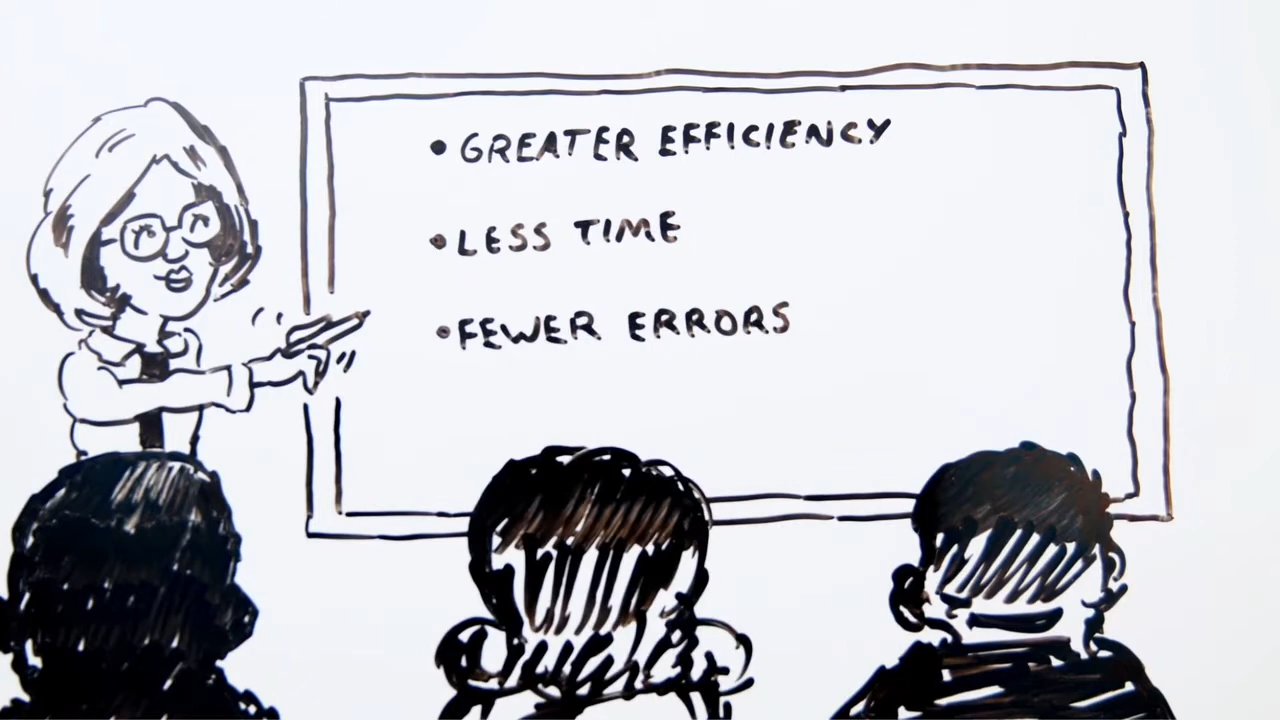 • GREATER EFFICIENCY
• LESS TIME
• FEWER ERRORS